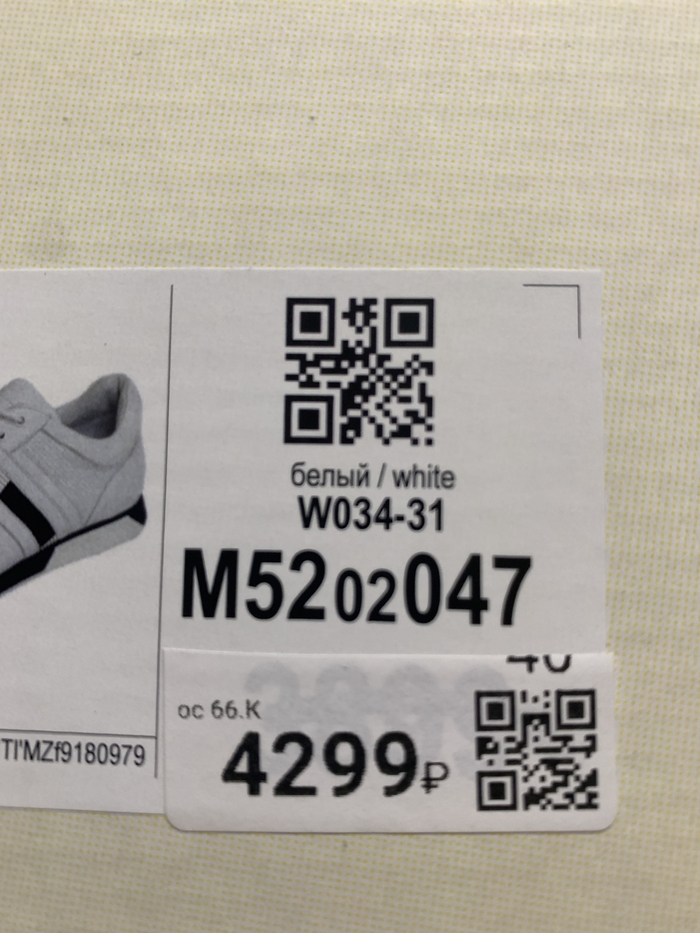 белый / white
W034-31
M5202047
ос 66.К
4299₽
TI'MZf9180979